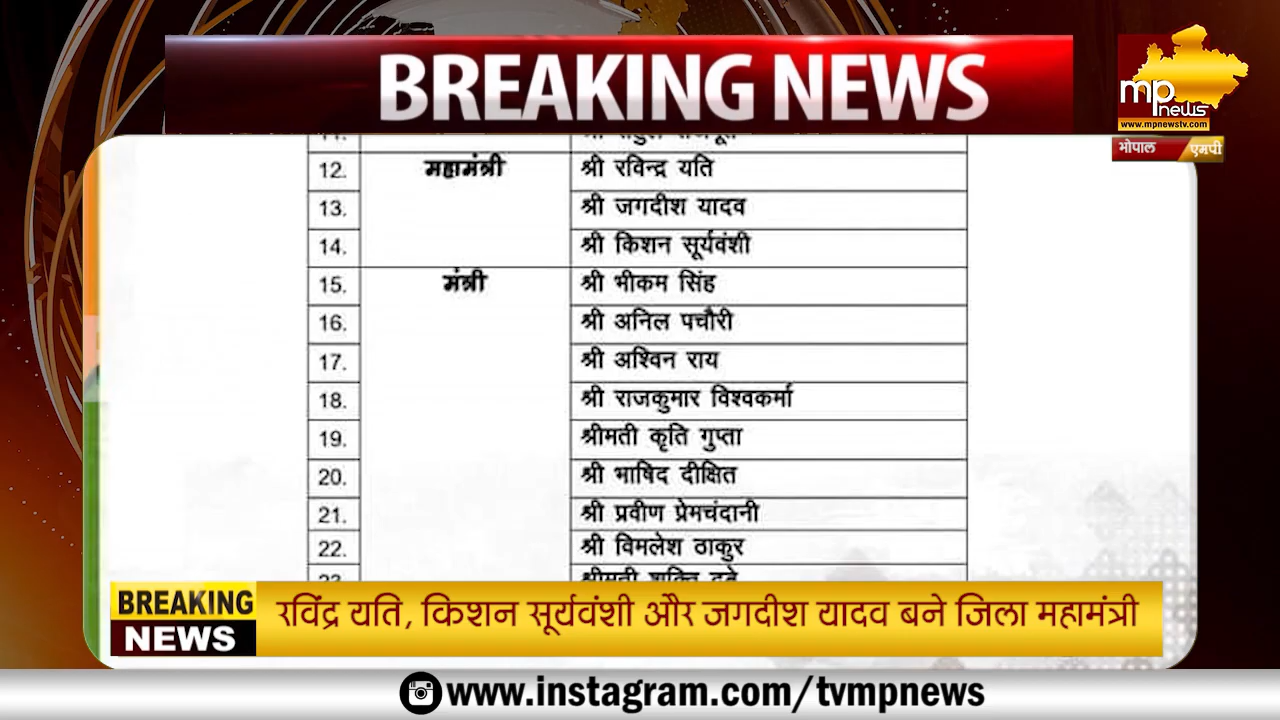 BREAKING NEWS
mp news
www.mpnewstv.com
भोपाल एमपी
12. महामंत्री श्री रविन्द्र यति
13. श्री जगदीश यादव
14. श्री किशन सूर्यवंशी
15. मंत्री श्री भीकम सिंह
16. श्री अनिल पचौरी
17. श्री अश्विन राय
18. श्री राजकुमार विश्वकर्मा
19. श्रीमती कृति गुप्ता
20. श्री भाषिद दीक्षित
21. श्री प्रवीण प्रेमचंदानी
22. श्री विमलेश ठाकुर
BREAKING NEWS
रविंद्र यति, किशन सूर्यवंशी और जगदीश यादव बने जिला महामंत्री
www.instagram.com/tvmpnews